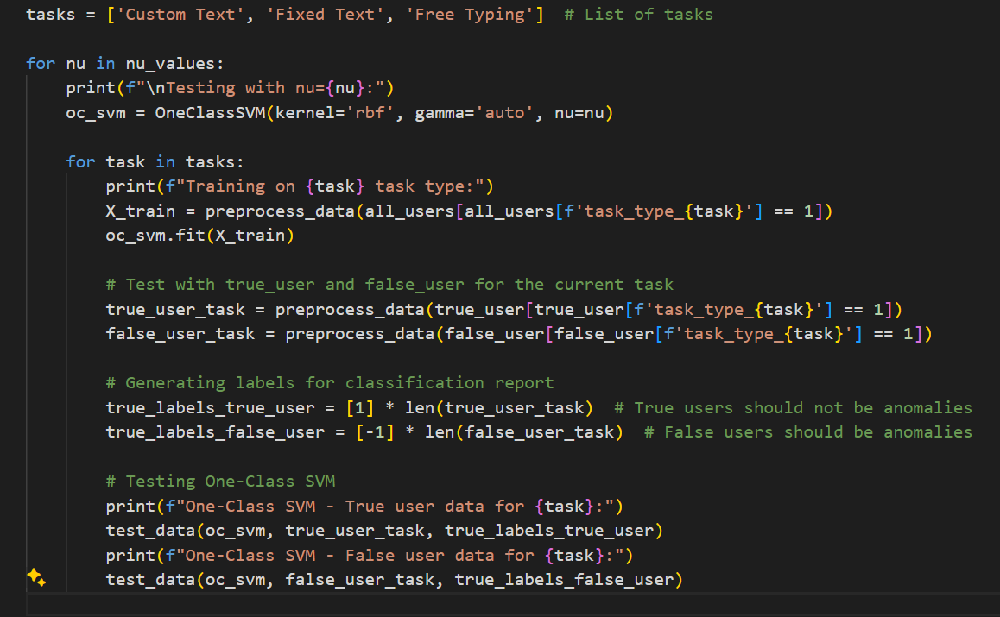 tasks = ['Custom Text', 'Fixed Text', 'Free Typing']  # List of tasks

for nu in nu_values:
    print(f"\nTesting with nu={nu}:")
    oc_svm = OneClassSVM(kernel='rbf', gamma='auto', nu=nu)

    for task in tasks:
        print(f"Training on {task} task type:")
        X_train = preprocess_data(all_users[all_users[f'task_type_{task}'] == 1])
        oc_svm.fit(X_train)

        # Test with true_user and false_user for the current task
        true_user_task = preprocess_data(true_user[true_user[f'task_type_{task}'] == 1])
        false_user_task = preprocess_data(false_user[false_user[f'task_type_{task}'] == 1])

        # Generating labels for classification report
        true_labels_true_user = [1] * len(true_user_task)  # True users should not be anomalies
        true_labels_false_user = [-1] * len(false_user_task)  # False users should be anomalies

        # Testing One-Class SVM
        print(f"One-Class SVM - True user data for {task}:")
        test_data(oc_svm, true_user_task, true_labels_true_user)
        print(f"One-Class SVM - False user data for {task}:")
        test_data(oc_svm, false_user_task, true_labels_false_user)